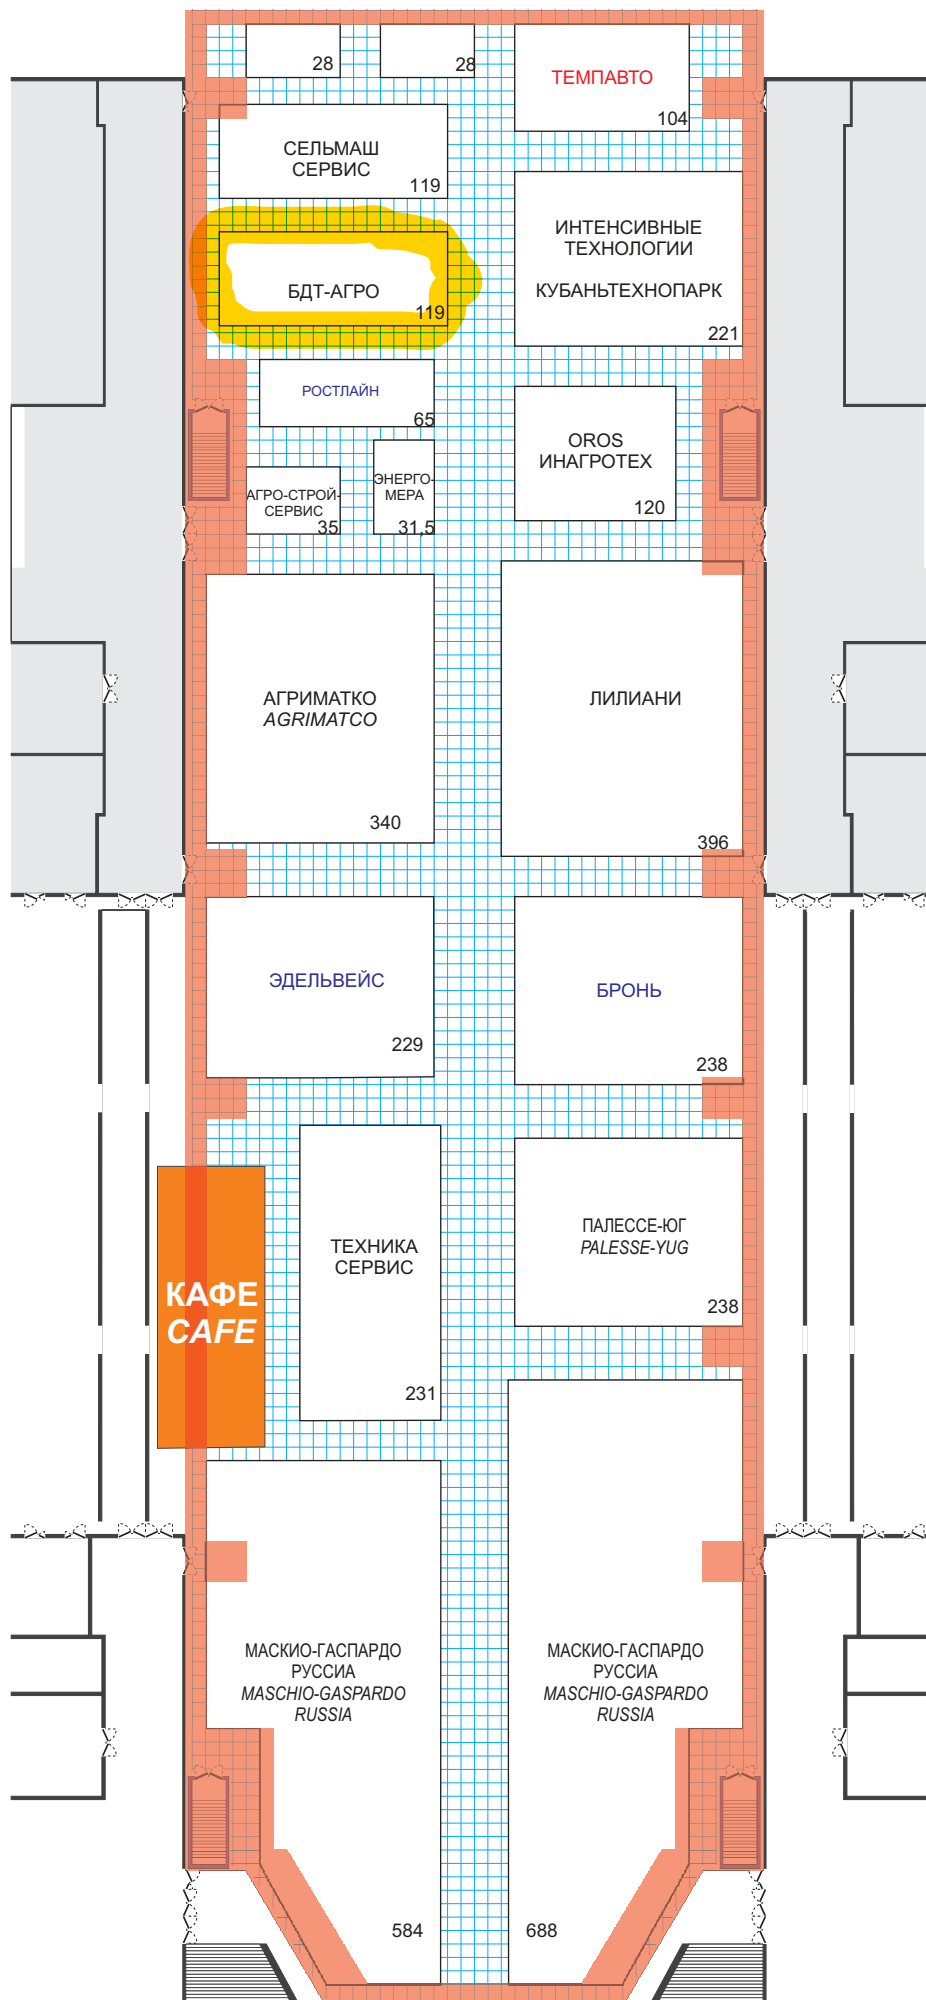 28
28
ТЕМПАВТО
104
СЕЛЬМАШ
СЕРВИС
119
ИНТЕНСИВНЫЕ
ТЕХНОЛОГИИ
КУБАНЬТЕХНОПАРК
221
БДТ-АГРО
119
РОСТЛАЙН
65
OROS
ИНАГРОТЕХ
120
АГРО-СТРОЙ-
СЕРВИС
35
ЭНЕРГО-
МЕРА
31,5
АГРИМАТКО
AGRIMATCO
340
ЛИЛИАНИ
396
ЭДЕЛЬВЕЙС
229
БРОНЬ
238
КАФЕ
CAFE
ТЕХНИКА
СЕРВИС
231
ПАЛЕССЕ-ЮГ
PALESSE-YUG
238
МАСКИО-ГАСПАРДО
РУССИА
MASCHIO-GASPARDO
RUSSIA
584
МАСКИО-ГАСПАРДО
РУССИА
MASCHIO-GASPARDO
RUSSIA
688